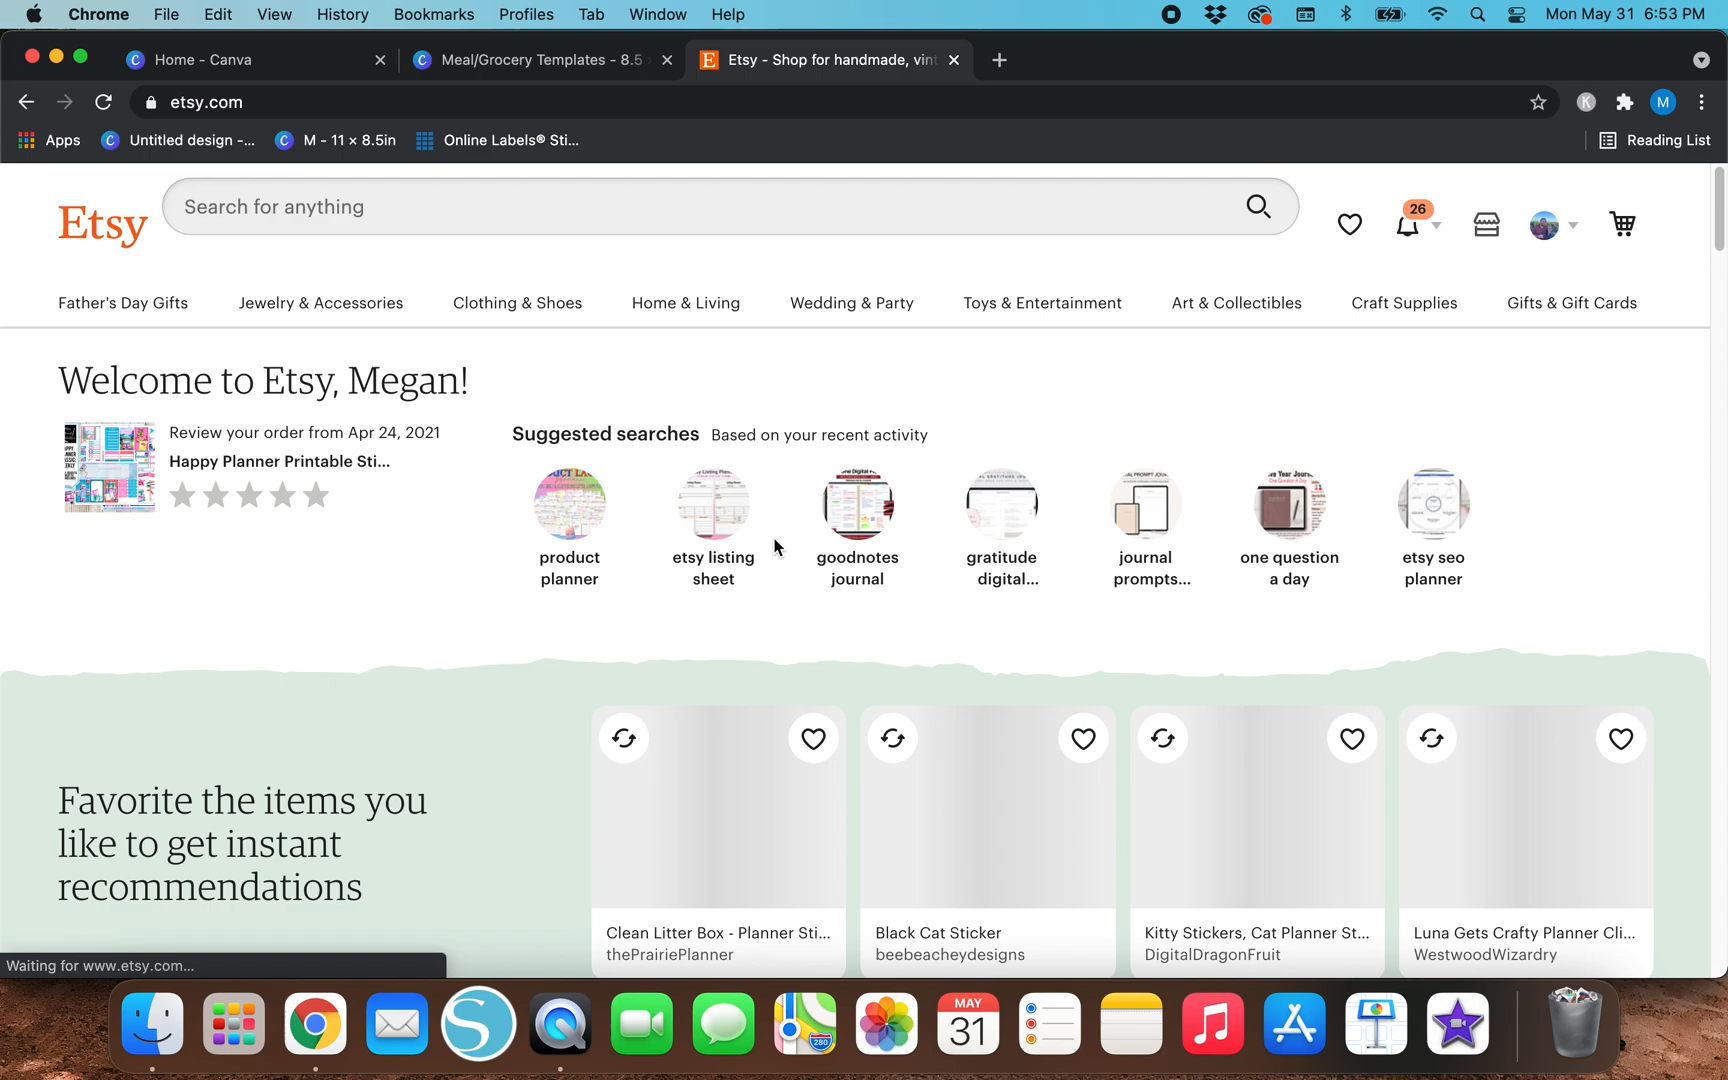 Chrome File Edit View History Bookmarks Profiles Tab Window Help Mon May 31 6:53 PM
Home - Canva Meal/Grocery Templates - 8.5 Etsy - Shop for handmade, vint
etsy.com M
Apps Untitled design -... M - 11 × 8.5in Online Labels® Sti... Reading List
Etsy Search for anything 26
Father's Day Gifts Jewelry & Accessories Clothing & Shoes Home & Living Wedding & Party Toys & Entertainment Art & Collectibles Craft Supplies Gifts & Gift Cards
Welcome to Etsy, Megan!
Review your order from Apr 24, 2021
Happy Planner Printable Sti...
Suggested searches Based on your recent activity
product planner
etsy listing sheet
goodnotes journal
gratitude digital...
journal prompts...
one question a day
etsy seo planner
Favorite the items you
like to get instant
recommendations
Clean Litter Box - Planner Sti...
thePrairiePlanner
Black Cat Sticker
beebeacheydesigns
Kitty Stickers, Cat Planner St...
DigitalDragonFruit
Luna Gets Crafty Planner Cli...
WestwoodWizardry
Waiting for www.etsy.com...
MAY
31
280